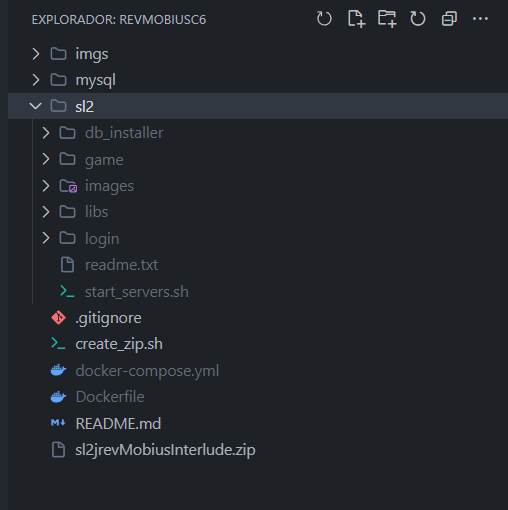 EXPLORADOR: REVMOBIUSC6
imgs
mysql
sl2
db_installer
game
images
libs
login
readme.txt
start_servers.sh
.gitignore
create_zip.sh
docker-compose.yml
Dockerfile
README.md
sl2jrevMobiusInterlude.zip